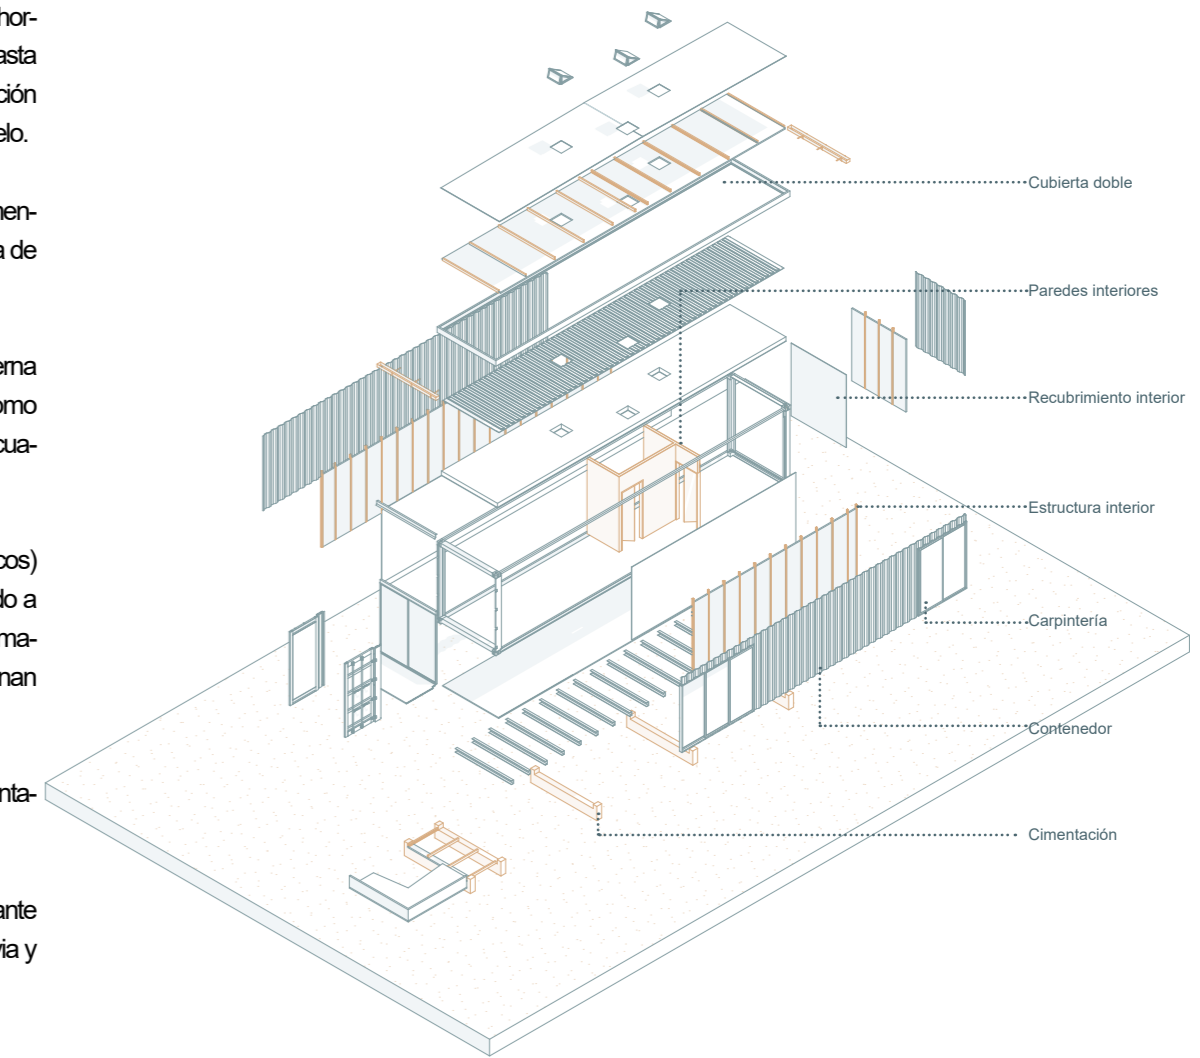 hor-
asta
ción
elo.
nen-
a de
erna
omo
cua-
cos)
do a
ma-
nan
nta-
ante
via y
Cubierta doble
Paredes interiores
Recubrimiento interior
Estructura interior
Carpintería
Contenedor
Cimentación